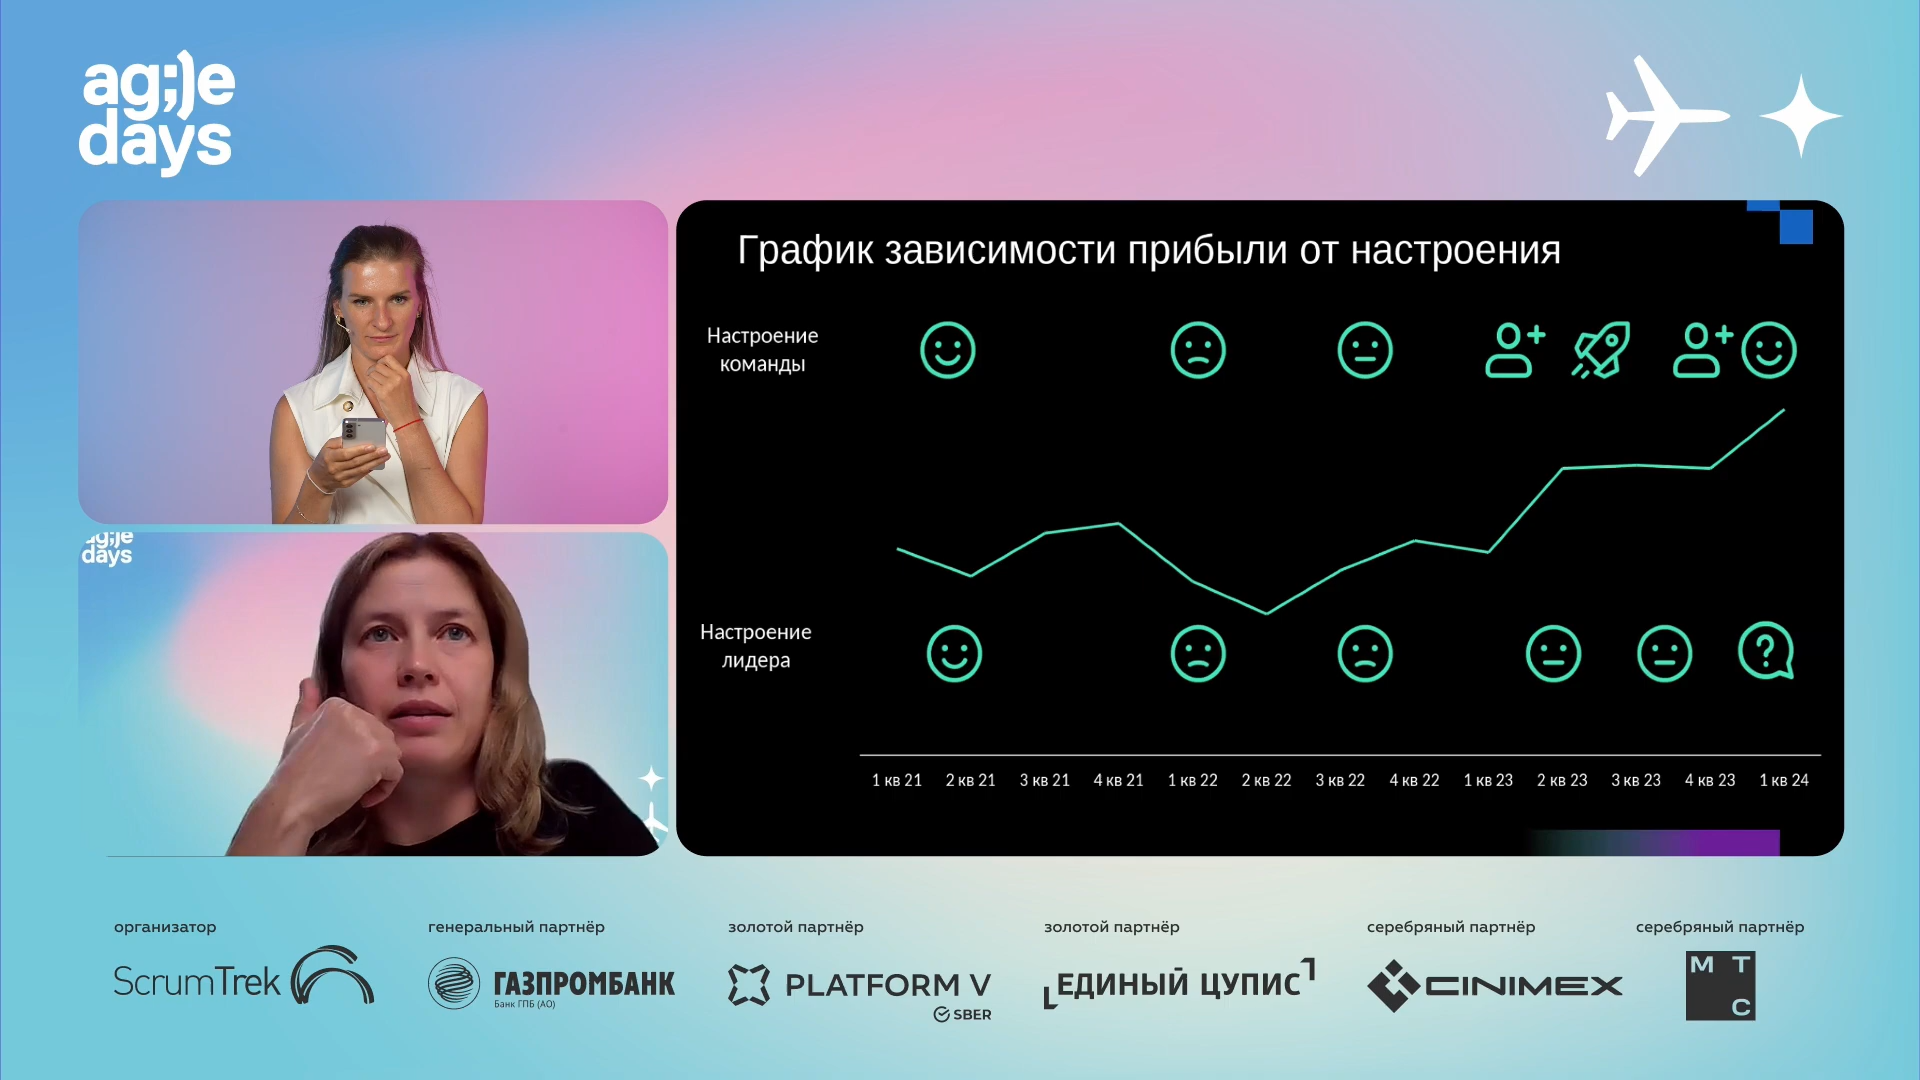 ag;le
days
ag;le
days
График зависимости прибыли от настроения
Настроение
команды
Настроение
лидера
?
1 кв 21 2 кв 21 3 кв 21 4 кв 21 1 кв 22 2 кв 22 3 кв 22 4 кв 22 1 кв 23 2 кв 23 3 кв 23 4 кв 23 1 кв 24
организатор
ScrumTrek
генеральный партнёр
ГАЗПРОМБАНК
Банк ГПБ (АО)
золотой партнёр
PLATFORM V
SBER
золотой партнёр
ЕДИНЫЙ ЦУПИС
серебряный партнёр
CINIMEX
серебряный партнёр
М Т
С